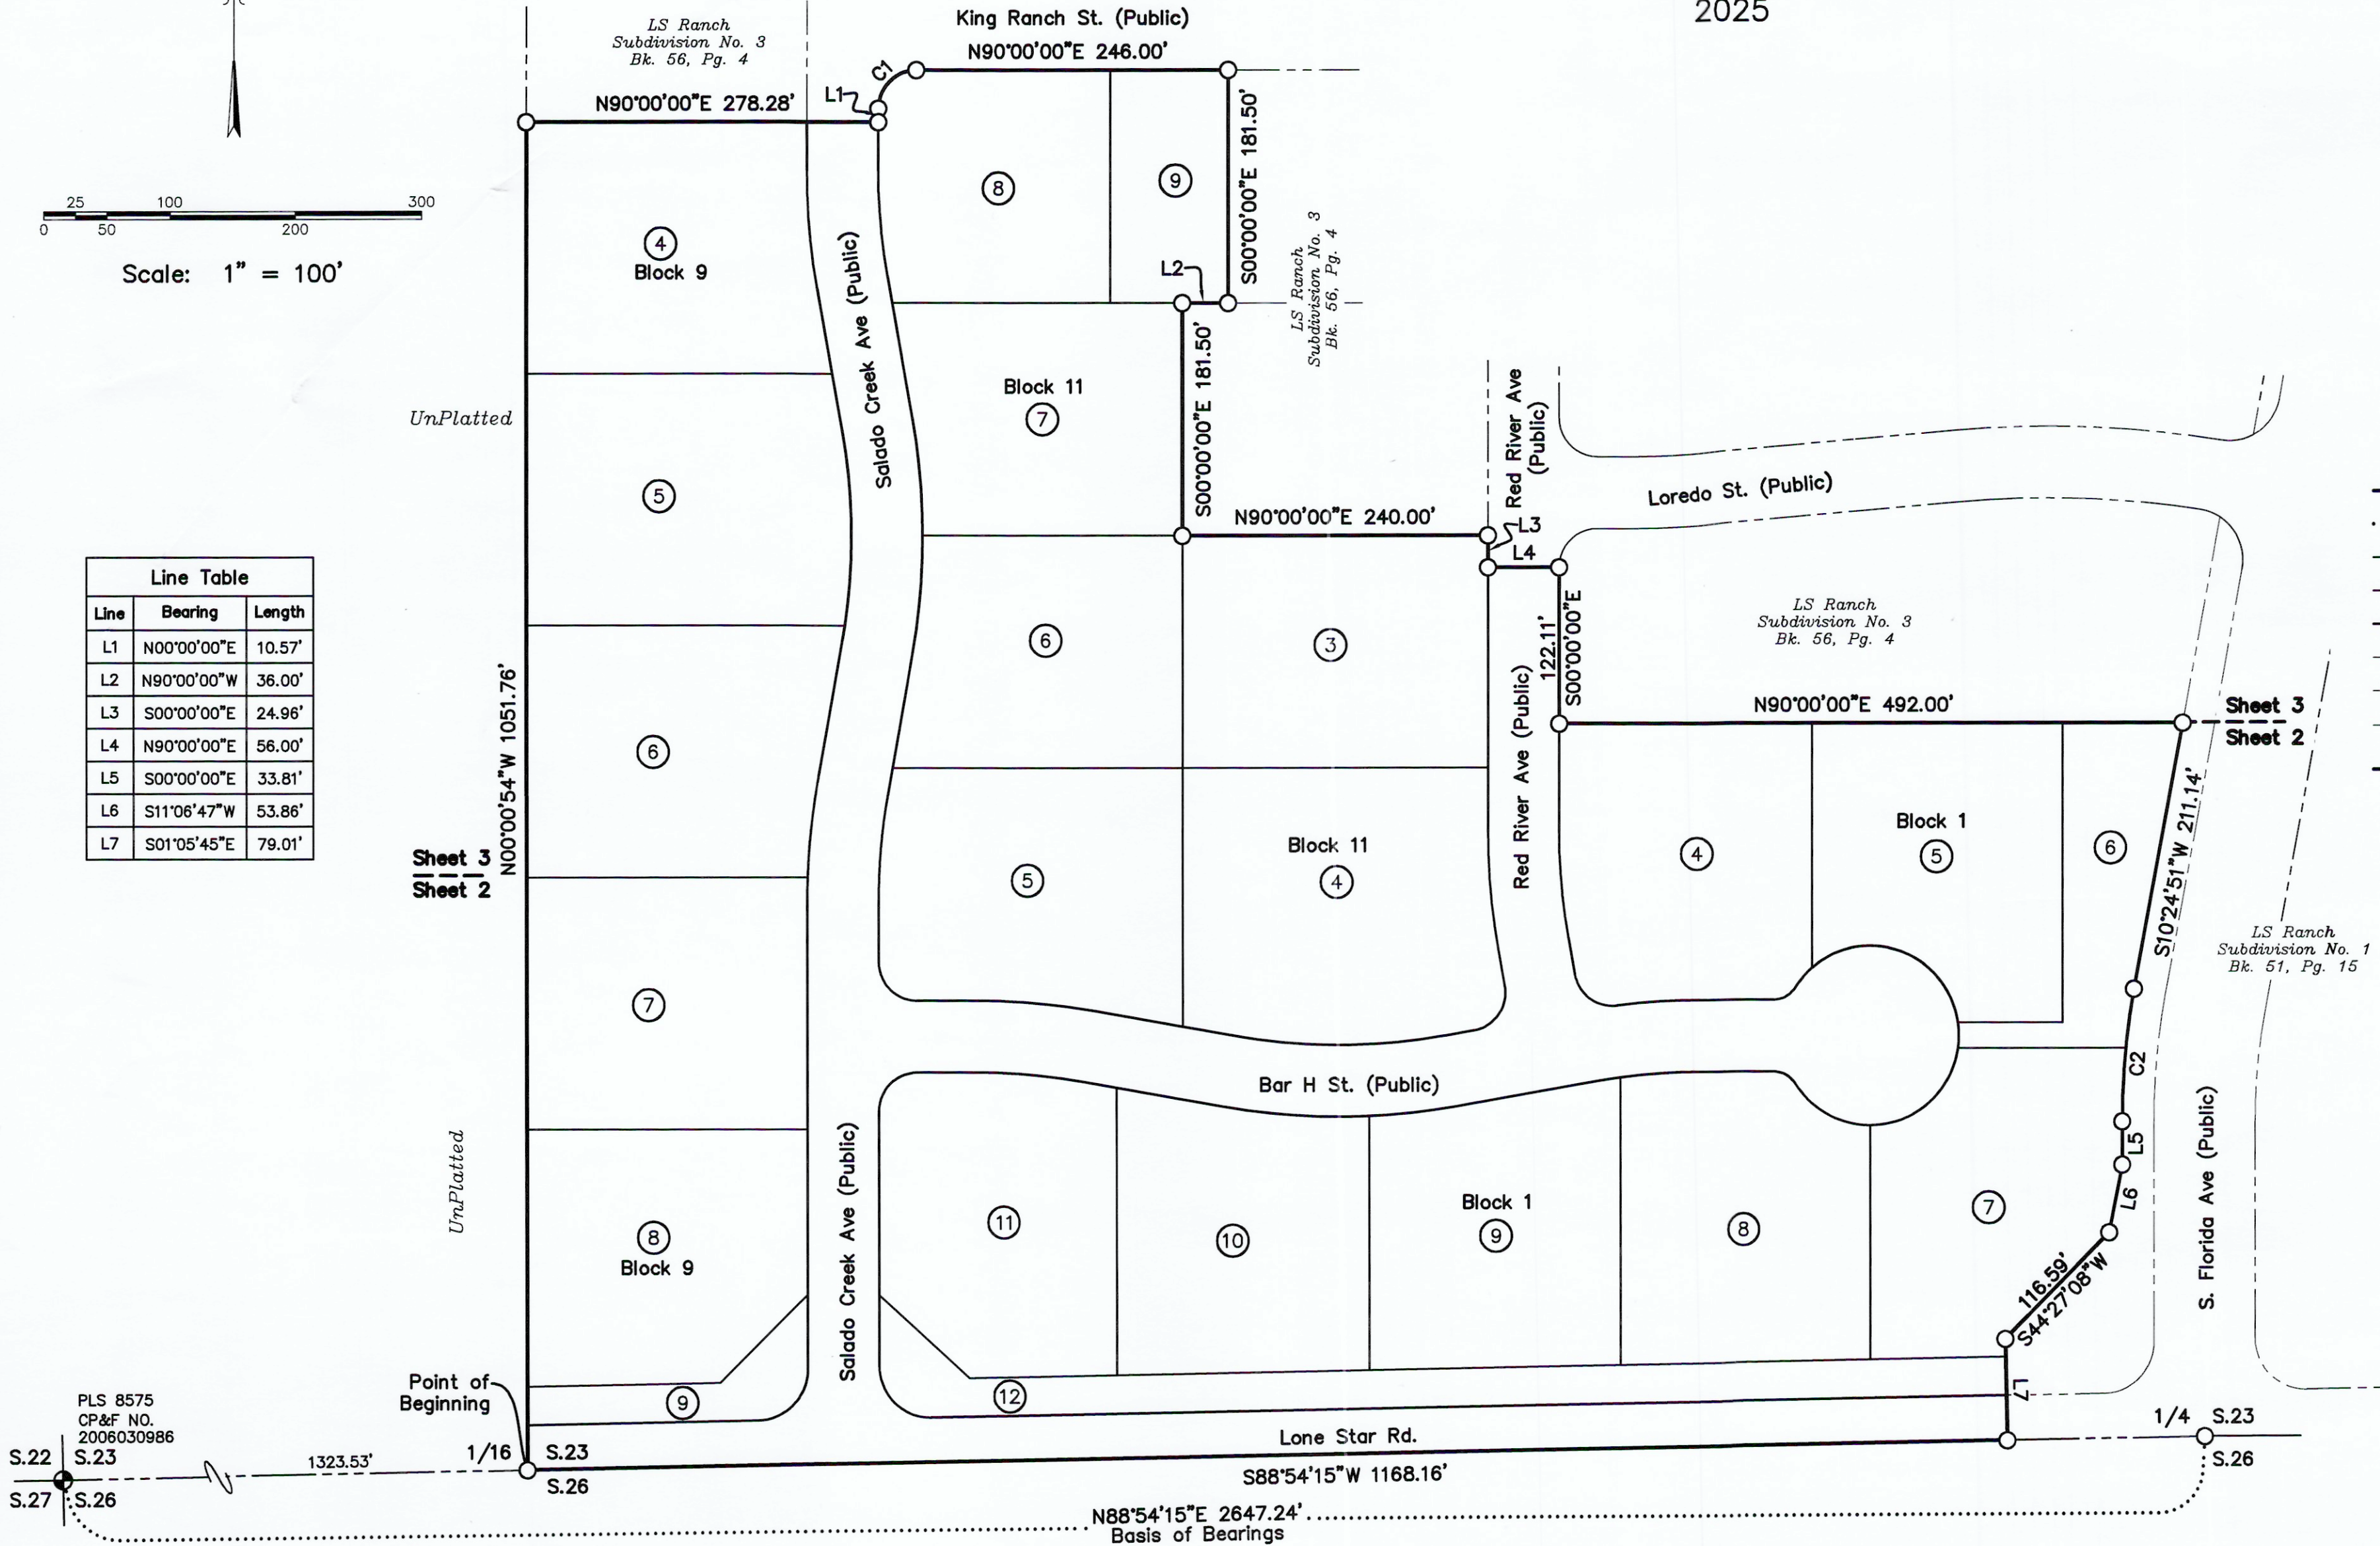 2025
King Ranch St. (Public)
N90°00'00"E 246.00'
LS Ranch
Subdivision No. 3
Bk. 56, Pg. 4
C1
L1
N90°00'00"E 278.28'
25 100 300
0 50 200
Scale: 1" = 100'
4
Block 9
8
9
S00°00'00"E 181.50'
L2
LS Ranch
Subdivision No. 3
Bk. 56, Pg. 4
Salado Creek Ave (Public)
UnPlatted
5
Block 11
7
S00°00'00"E 181.50'
N90°00'00"E 240.00'
Red River Ave
(Public)
L3
L4
Loredo St. (Public)
Line Table
Line Bearing Length
L1 N00°00'00"E 10.57'
L2 N90°00'00"W 36.00'
L3 S00°00'00"E 24.96'
L4 N90°00'00"E 56.00'
L5 S00°00'00"E 33.81'
L6 S11°06'47"W 53.86'
L7 S01°05'45"E 79.01'
6
3
122.11'
S00°00'00"E
LS Ranch
Subdivision No. 3
Bk. 56, Pg. 4
N00°00'54"W 1051.76'
6
N90°00'00"E 492.00'
Sheet 3
Sheet 2
Sheet 3
Sheet 2
5
Block 11
4
Red River Ave (Public)
4
Block 1
5
6
S10°24'51"W 211.14'
LS Ranch
Subdivision No. 1
Bk. 51, Pg. 15
7
C2
Bar H St. (Public)
L5
L6
S. Florida Ave (Public)
UnPlatted
8
Block 9
Salado Creek Ave (Public)
11
10
Block 1
9
8
7
116.59'
S44°27'08"W
L7
Point of
Beginning
9
12
PLS 8575
CP&F NO.
2006030986
S.22 S.23
S.27 S.26
1323.53'
1/16 S.23
S.26
Lone Star Rd.
S88°54'15"W 1168.16'
1/4 S.23
S.26
N88°54'15"E 2647.24'
Basis of Bearings